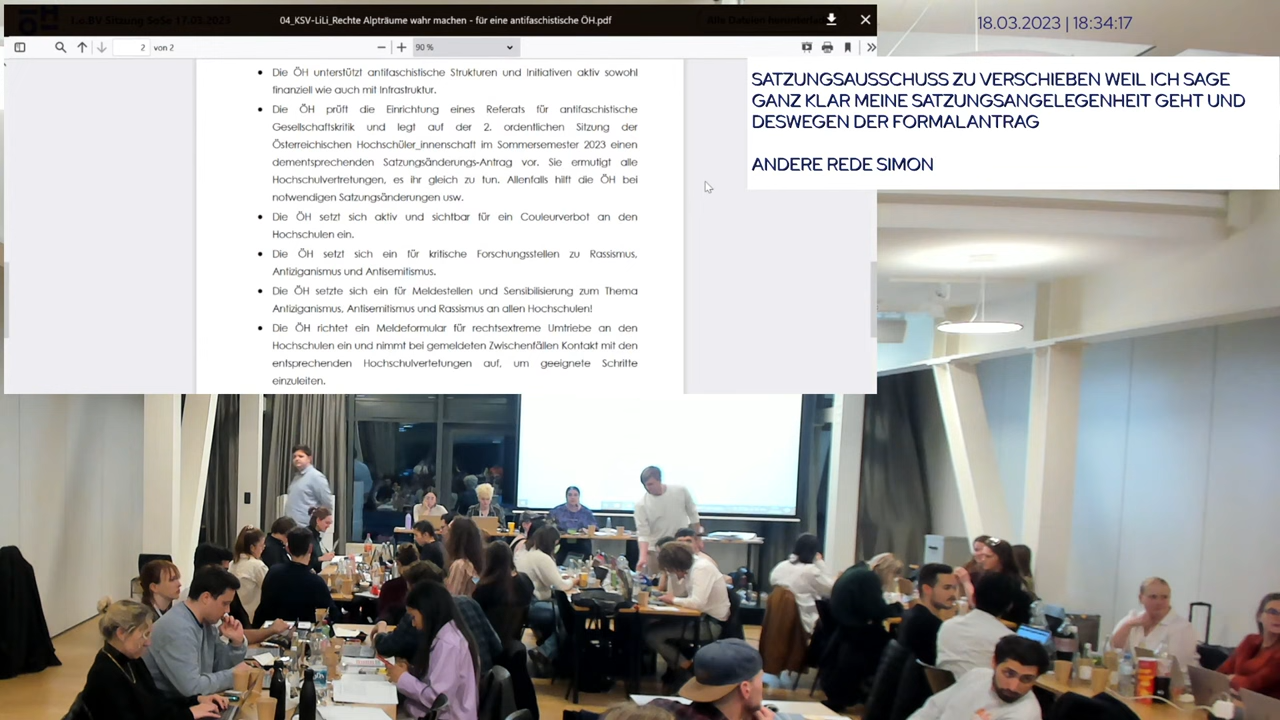 1.o.BV Sitzung SoSe 17.03.2023
04_KSV-LiLi_Rechte Alpträume wahr machen - für eine antifaschistische ÖH.pdf
18.03.2023 | 18:34:17
2 von 2
90 %
Die ÖH unterstützt antifaschistische Strukturen und Initiativen aktiv sowohl
finanziell wie auch mit Infrastruktur.
Die ÖH prüft die Einrichtung eines Referats für antifaschistische
Gesellschaftskritik und legt auf der 2. ordentlichen Sitzung der
Österreichischen Hochschüler_innenschaft im Sommersemester 2023 einen
dementsprechenden Satzungsänderungs-Antrag vor. Sie ermutigt alle
Hochschulvertretungen, es ihr gleich zu tun. Allenfalls hilft die ÖH bei
notwendigen Satzungsänderungen usw.
Die ÖH setzt sich aktiv und sichtbar für ein Couleurverbot an den
Hochschulen ein.
Die ÖH setzt sich ein für kritische Forschungsstellen zu Rassismus,
Antiziganismus und Antisemitismus.
Die ÖH setzte sich ein für Meldestellen und Sensibilisierung zum Thema
Antiziganismus, Antisemitismus und Rassismus an allen Hochschulen!
Die ÖH richtet ein Meldeformular für rechtsextreme Umtriebe an den
Hochschulen ein und nimmt bei gemeldeten Zwischenfällen Kontakt mit den
entsprechenden Hochschulvertetungen auf, um geeignete Schritte
einzuleiten.
SATZUNGSAUSSCHUSS ZU VERSCHIEBEN WEIL ICH SAGE
GANZ KLAR MEINE SATZUNGSANGELEGENHEIT GEHT UND
DESWEGEN DER FORMALANTRAG
ANDERE REDE SIMON